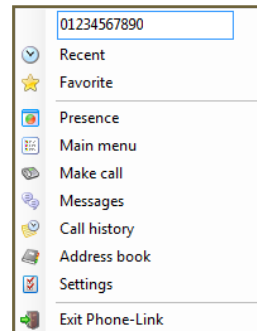 01234567890
Recent
Favorite
Presence
Main menu
Make call
Messages
Call history
Address book
Settings
Exit Phone-Link